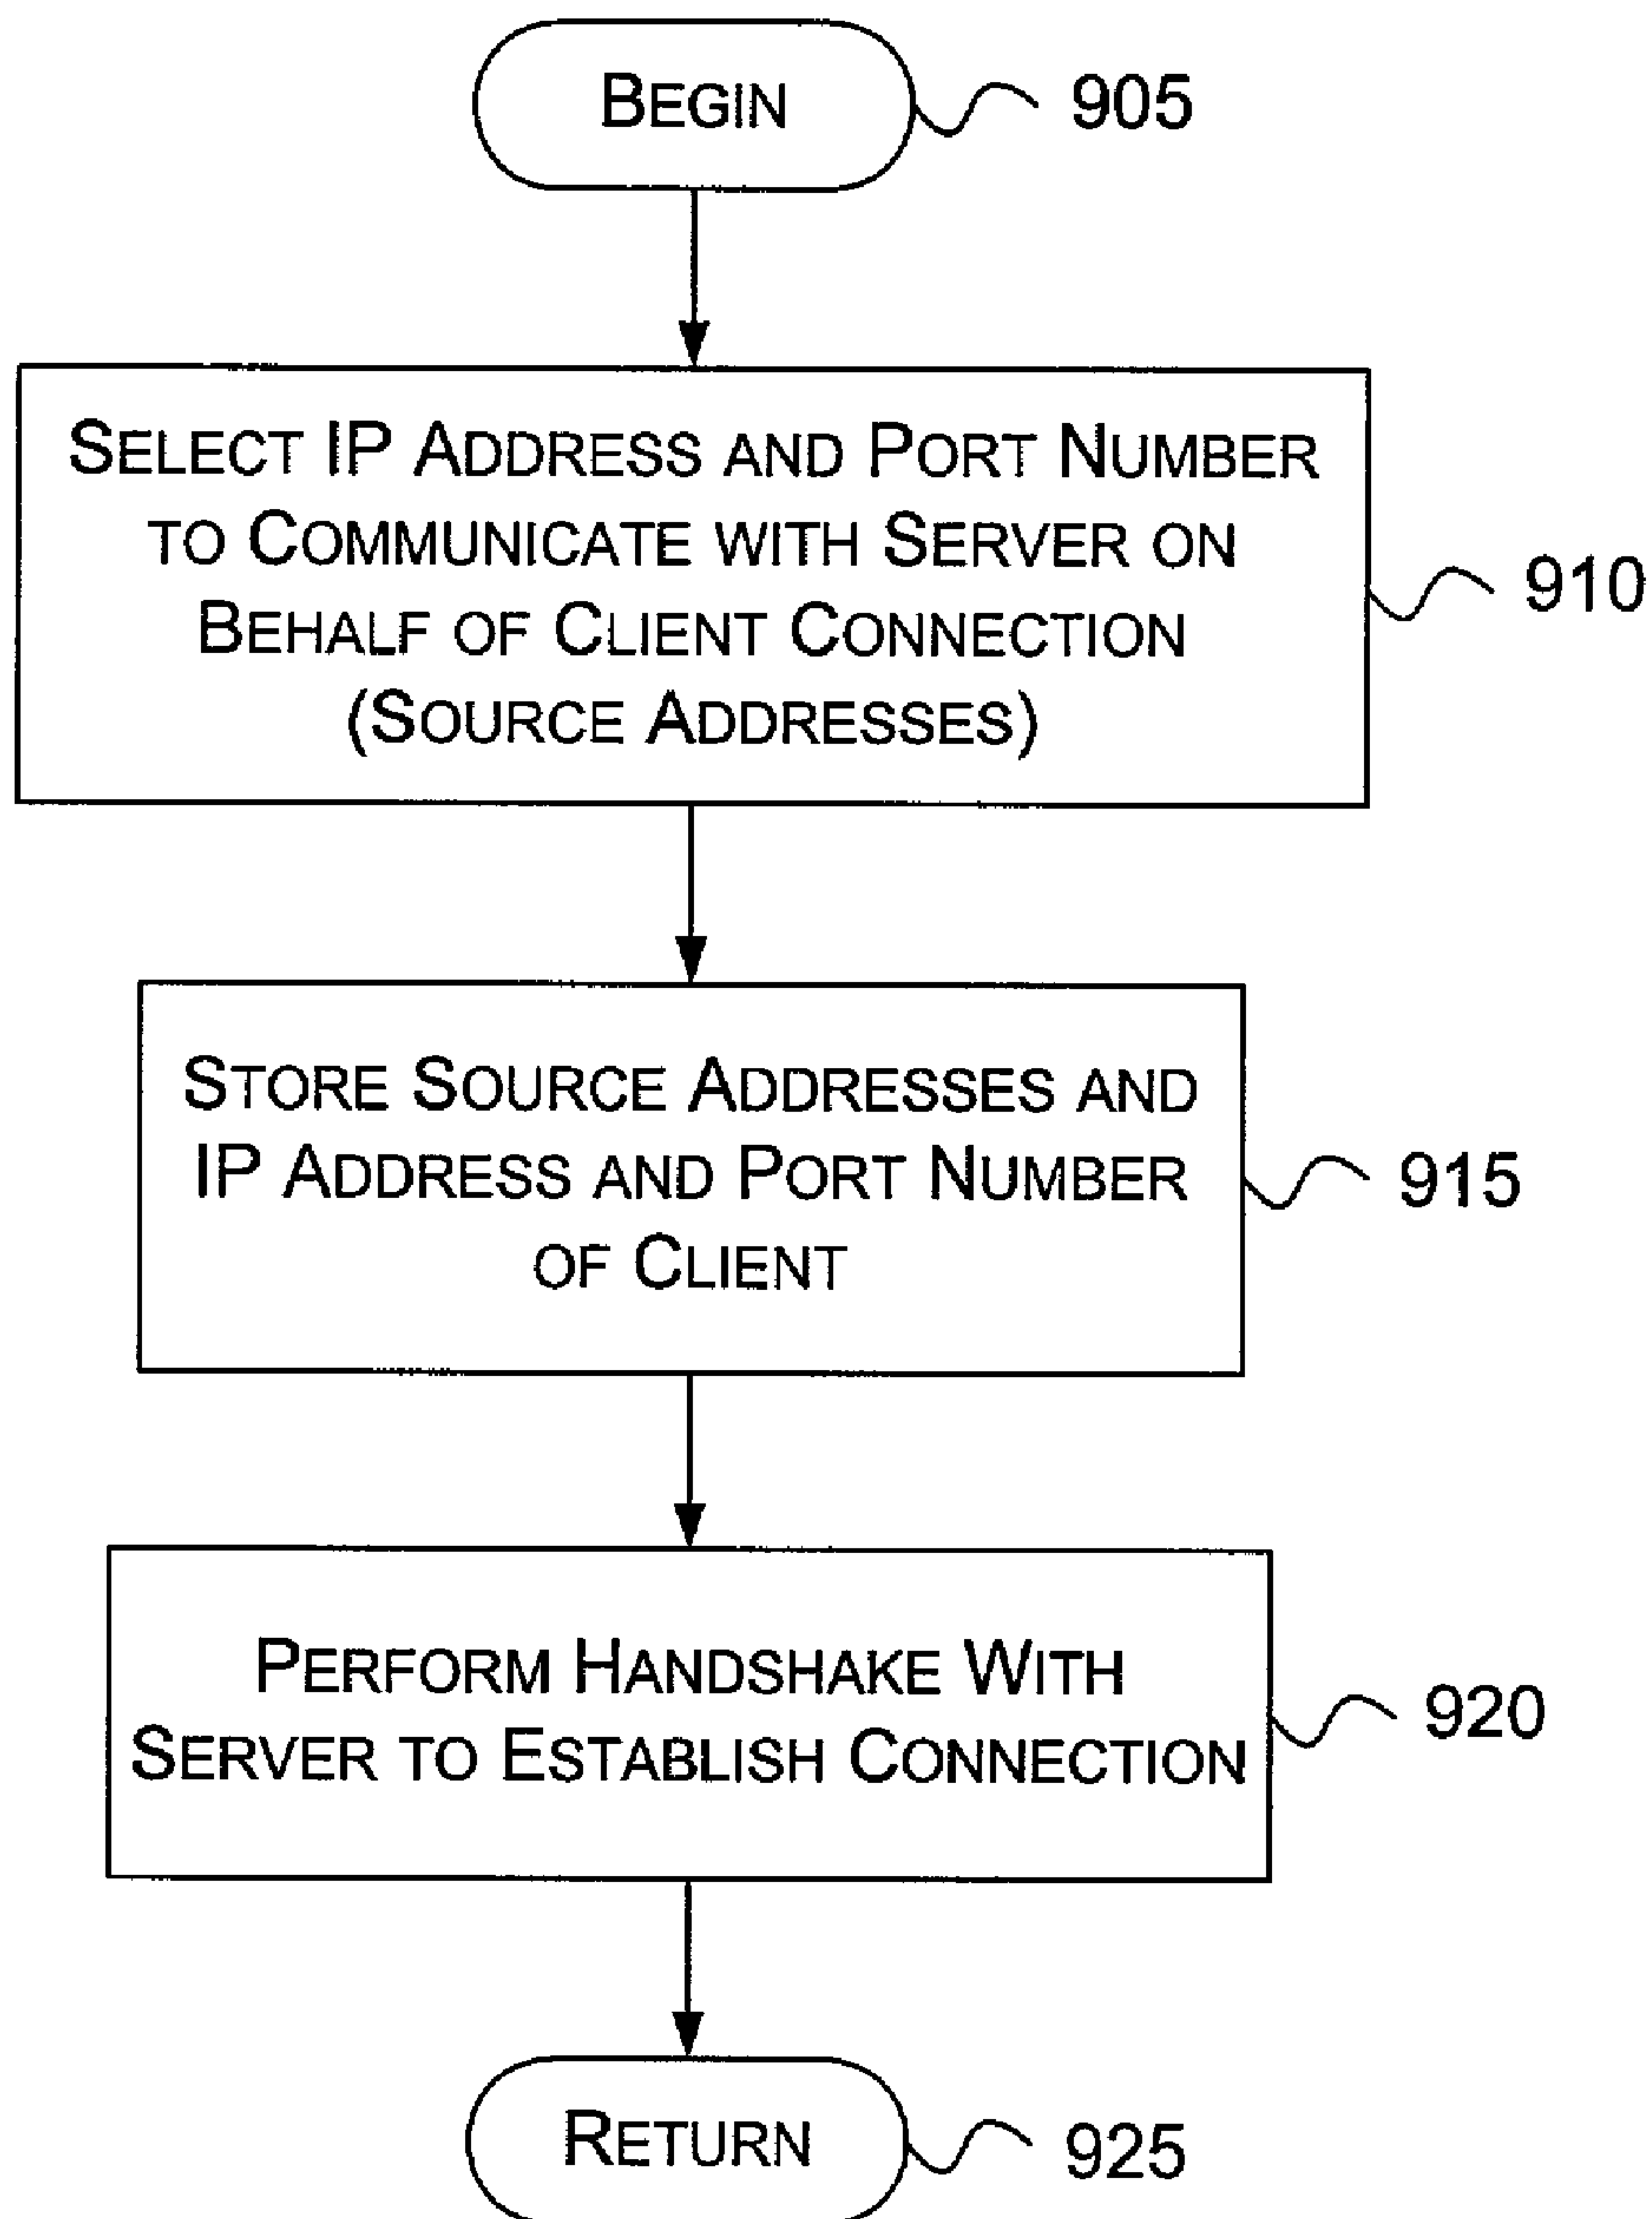 BEGIN
905
SELECT IP ADDRESS AND PORT NUMBER
TO COMMUNICATE WITH SERVER ON
BEHALF OF CLIENT CONNECTION
(SOURCE ADDRESSES)
910
STORE SOURCE ADDRESSES AND
IP ADDRESS AND PORT NUMBER
OF CLIENT
915
PERFORM HANDSHAKE WITH
SERVER TO ESTABLISH CONNECTION
920
RETURN
925